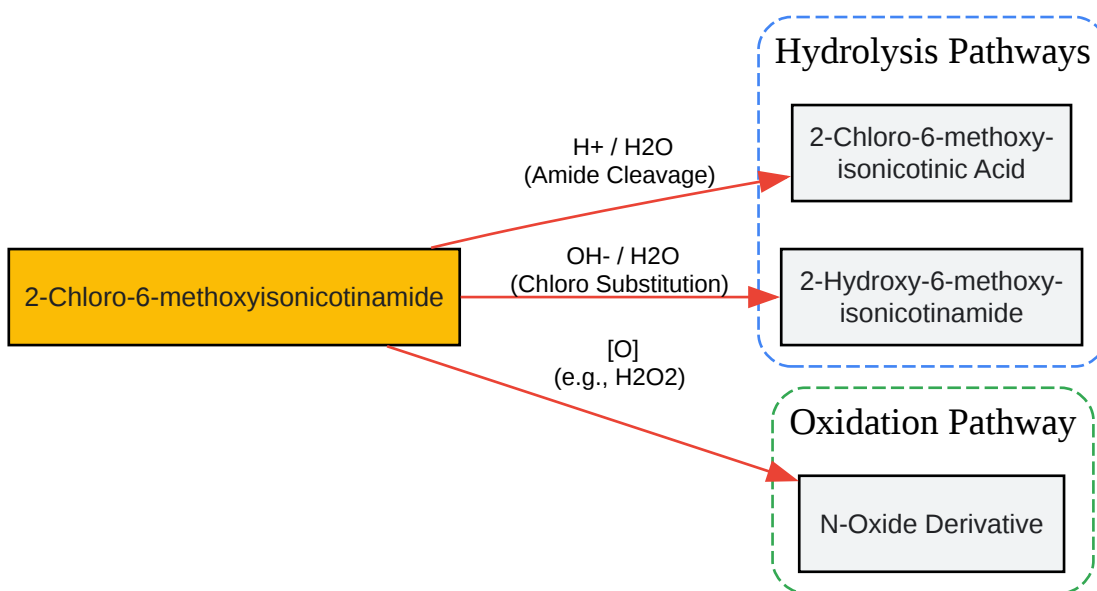 Hydrolysis Pathways
2-Chloro-6-methoxy-
isonicotinic Acid
H+ / H2O
(Amide Cleavage)
2-Chloro-6-methoxyisonicotinamide
OH- / H2O
(Chloro Substitution)
2-Hydroxy-6-methoxy-
isonicotinamide
[O]
(e.g., H2O2)
Oxidation Pathway
N-Oxide Derivative